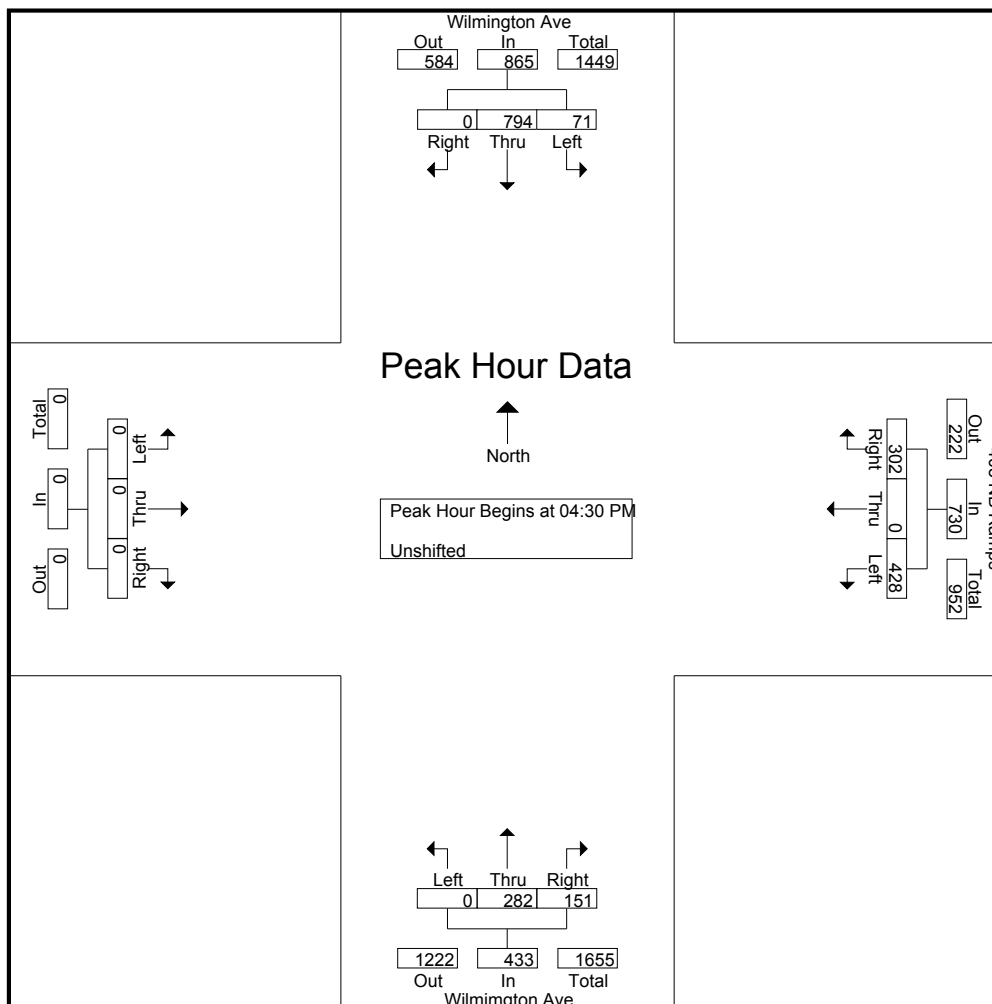 Wilmington Ave
Out In Total
584 865 1449
0 794 71
Right Thru Left
Peak Hour Data
North
Peak Hour Begins at 04:30 PM
Unshifted
Total In Out
0 0 0
0 0 0
Left Thru Right
Out In Total
222 730 952
302 0 428
Right Thru Left
Left Thru Right
0 282 151
1222 433 1655
Out In Total
Wilmimgton Ave